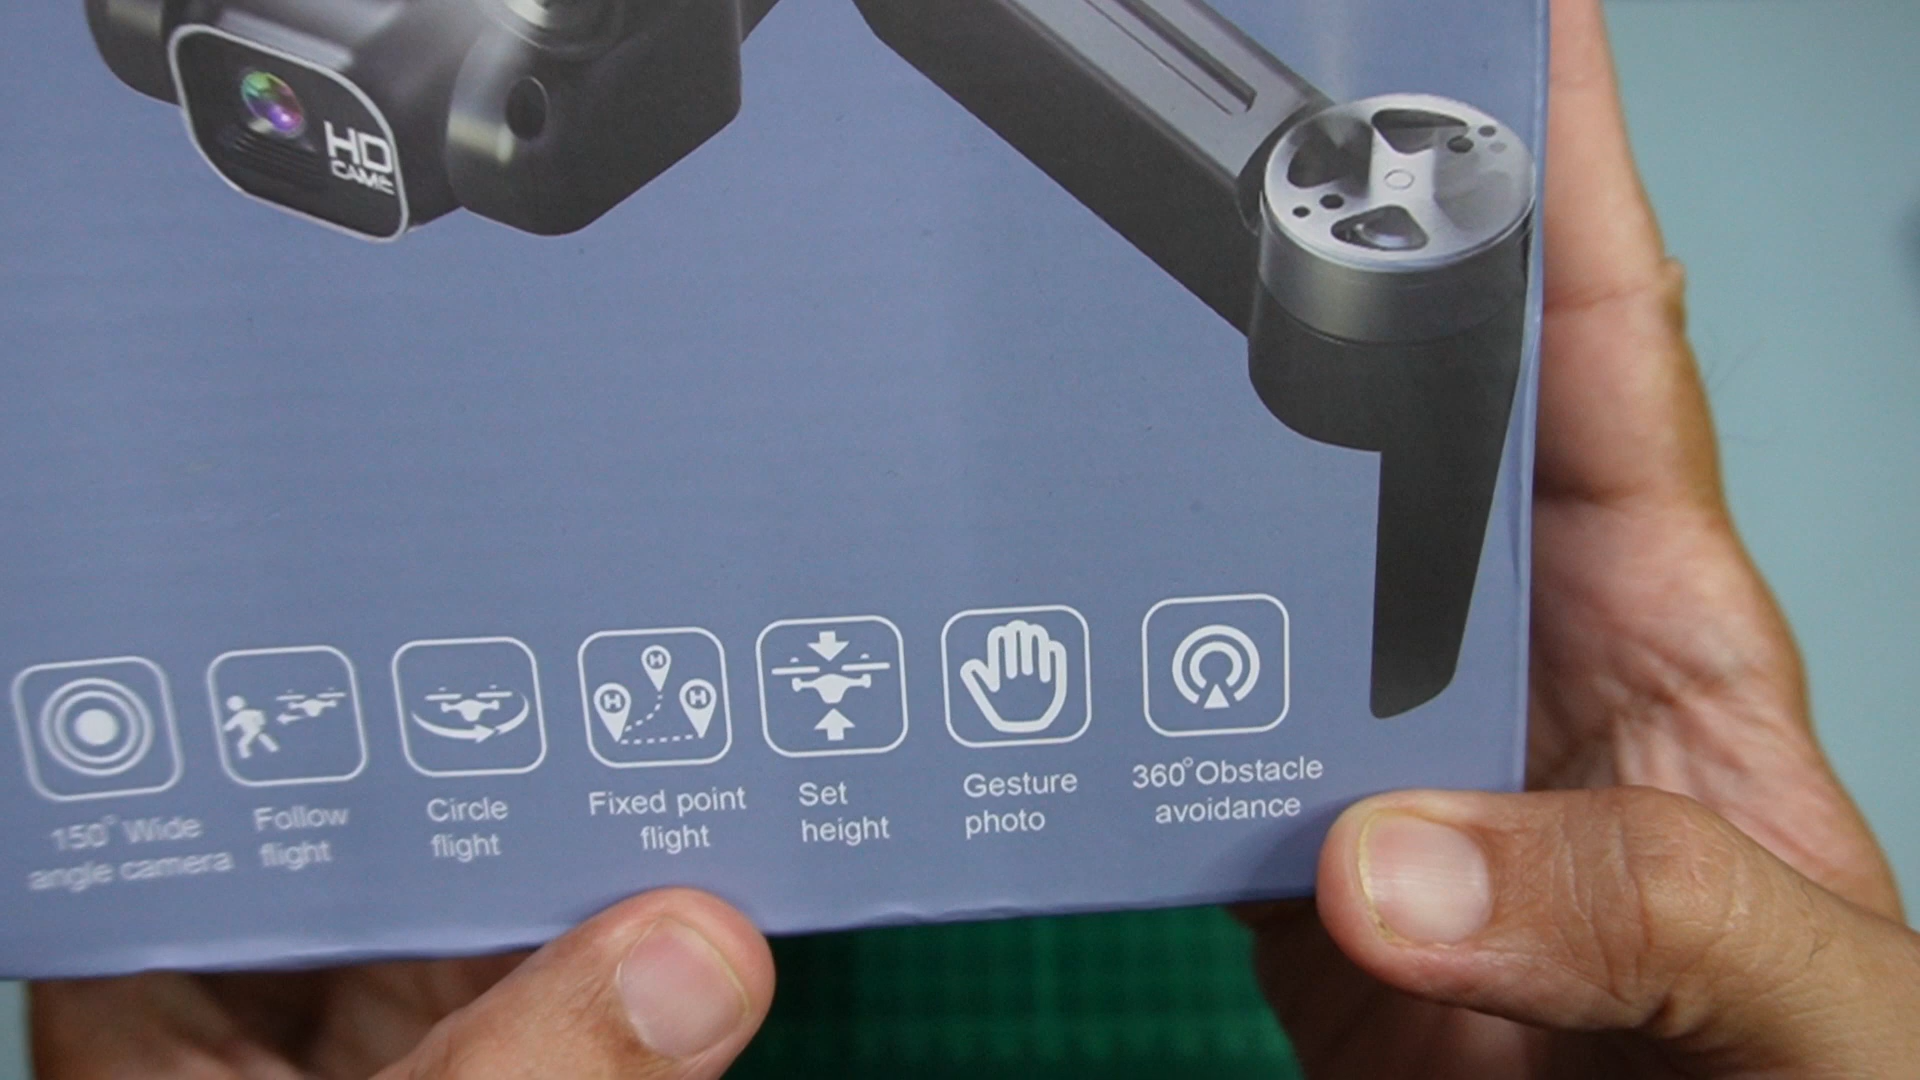 HD
CAME
H
H
H
150° Wide
angle camera
Follow
flight
Circle
flight
Fixed point
flight
Set
height
Gesture
photo
360°Obstacle
avoidance